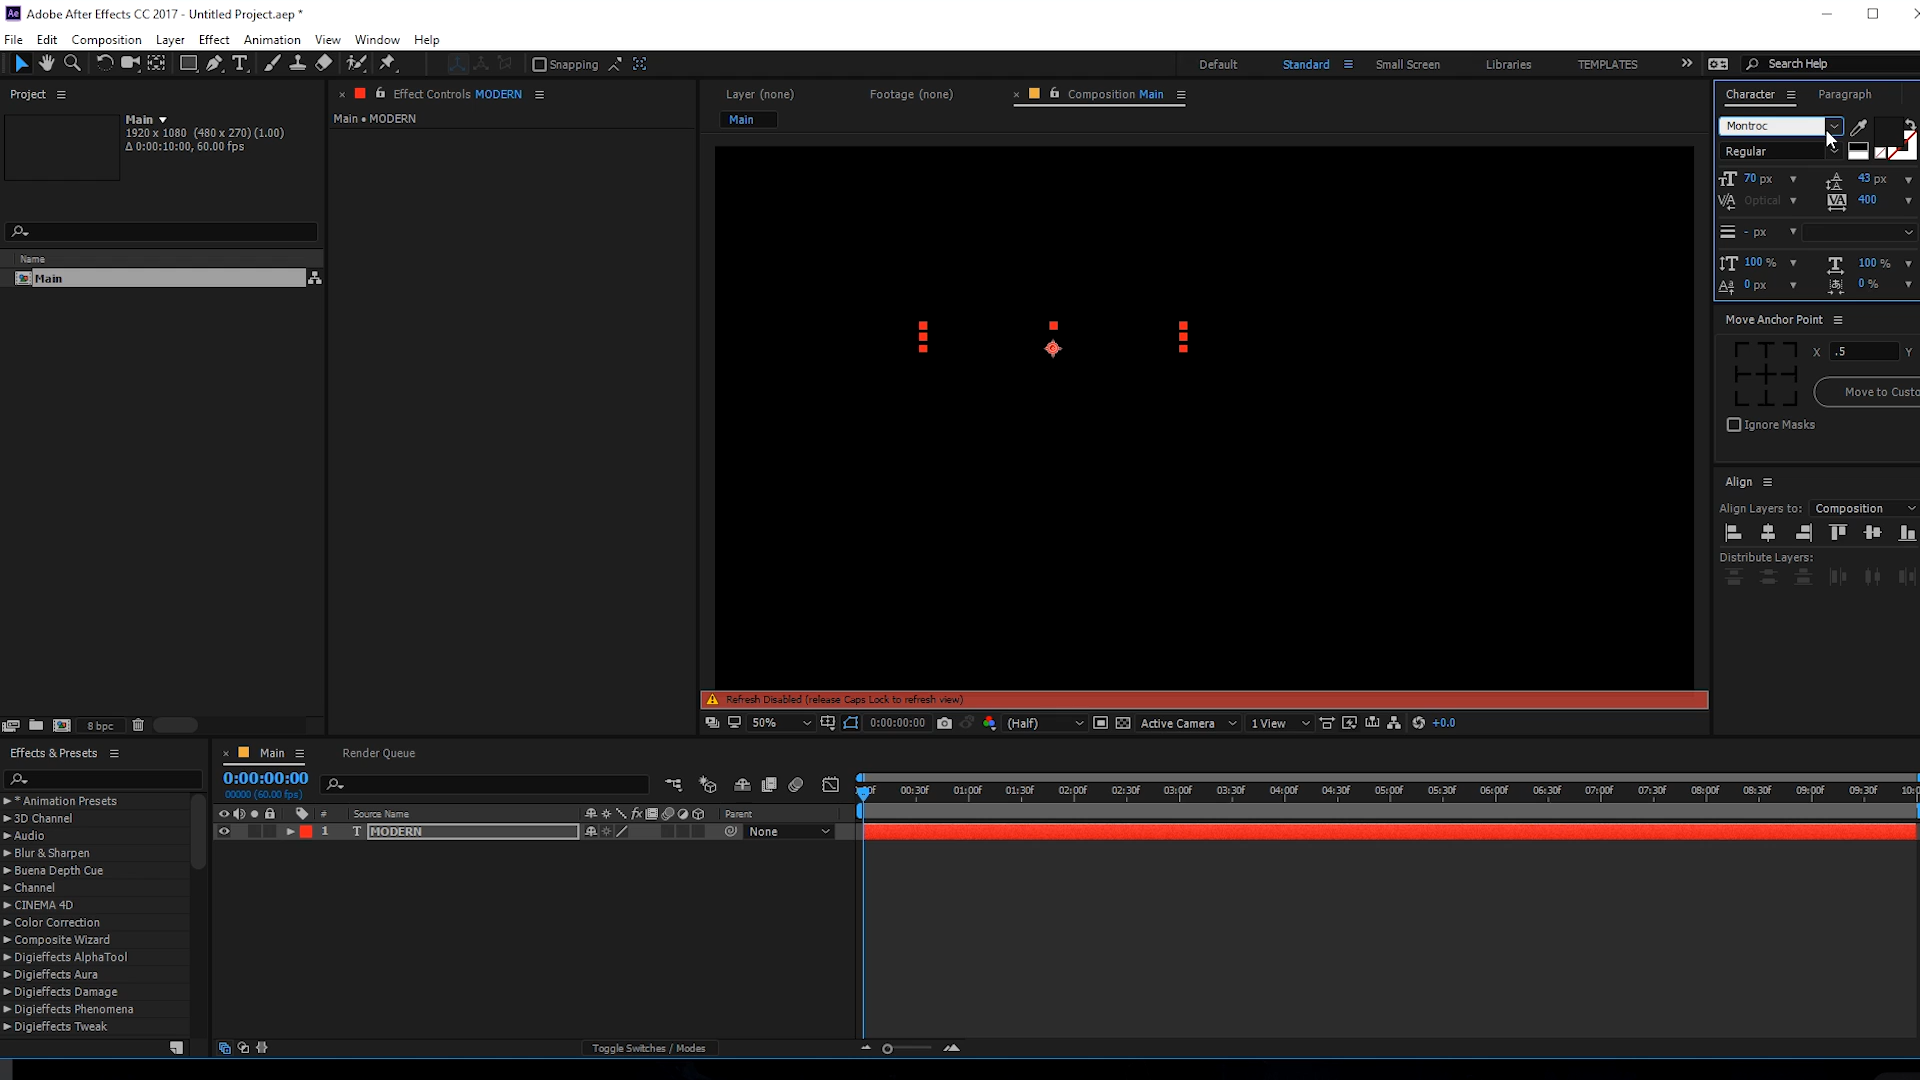 Adobe After Effects CC 2017 - Untitled Project.aep *
File Edit Composition Layer Effect Animation View Window Help
Snapping
Default Standard Small Screen Libraries TEMPLATES Search Help
Project
Main
1920 x 1080 (480 x 270) (1.00)
Δ 0:00:10:00, 60.00 fps
Name
Main
8 bpc
Effect Controls MODERN
Main • MODERN
Layer (none) Footage (none) Composition Main
Main
Refresh Disabled (release Caps Lock to refresh view)
50% 0:00:00:00 (Half) Active Camera 1 View +0.0
Character Paragraph
Montroc
Regular
70 px 43 px
Optical 400
- px
100 % 100 %
0 px 0 %
Move Anchor Point
X .5 Y
Move to Custo
Ignore Masks
Align
Align Layers to: Composition
Distribute Layers:
Effects & Presets
* Animation Presets
3D Channel
Audio
Blur & Sharpen
Buena Depth Cue
Channel
CINEMA 4D
Color Correction
Composite Wizard
Digieffects AlphaTool
Digieffects Aura
Digieffects Damage
Digieffects Phenomena
Digieffects Tweak
Main Render Queue
0:00:00:00
00000 (60.00 fps)
00:30f 01:00f 01:30f 02:00f 02:30f 03:00f 03:30f 04:00f 04:30f 05:00f 05:30f 06:00f 06:30f 07:00f 07:30f 08:00f 08:30f 09:00f 09:30f 10:0
# Source Name Parent
1 T MODERN None
Toggle Switches / Modes